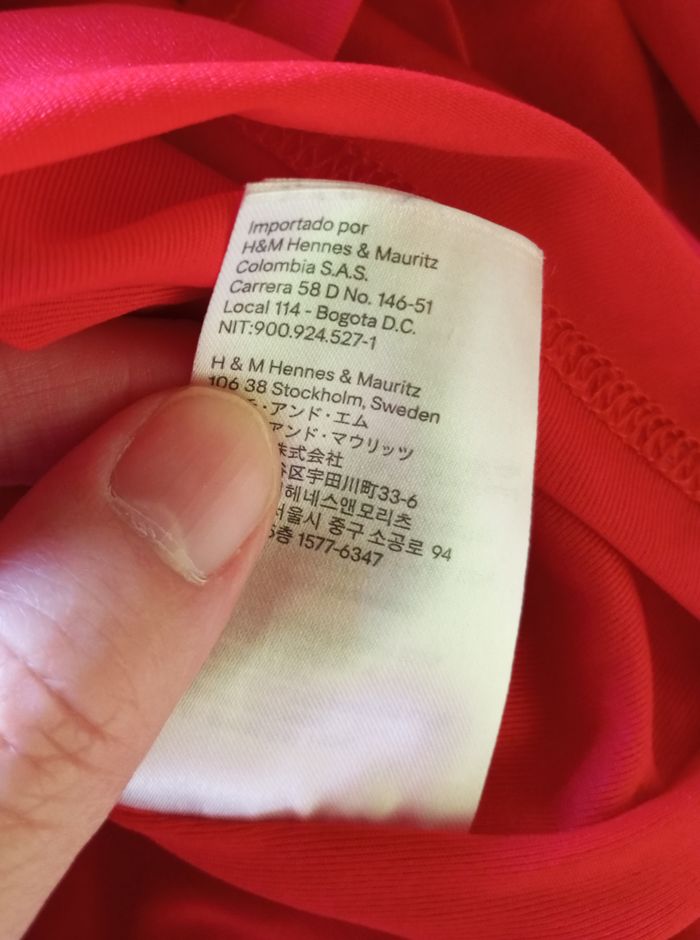 Importado por
H&M Hennes & Mauritz
Colombia S.A.S.
Carrera 58 D No. 146-51
Local 114 - Bogota D.C.
NIT:900.924.527-1
H & M Hennes & Mauritz
106 38 Stockholm, Sweden
・アンド・エム
アンド・マウリッツ
株式会社
区宇田川町33-6
헤네스앤모리츠
서울시 중구 소공로 94
층 1577-6347